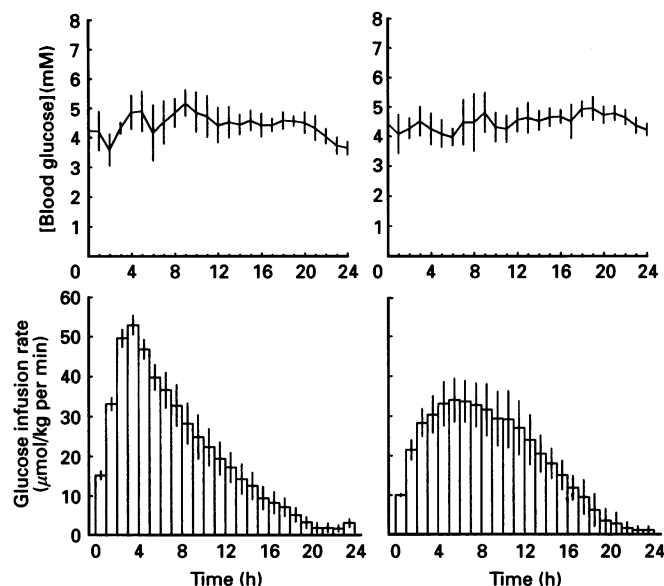 8
7
6
5
4
3
2
1
[Blood glucose] (mM)
0 4 8 12 16 20 24
8
7
6
5
4
3
2
1
0 4 8 12 16 20 24
60
50
40
30
20
10
0
Glucose infusion rate
(μmol/kg per min)
0 4 8 12 16 20 24
Time (h)
0 4 8 12 16 20 24
Time (h)